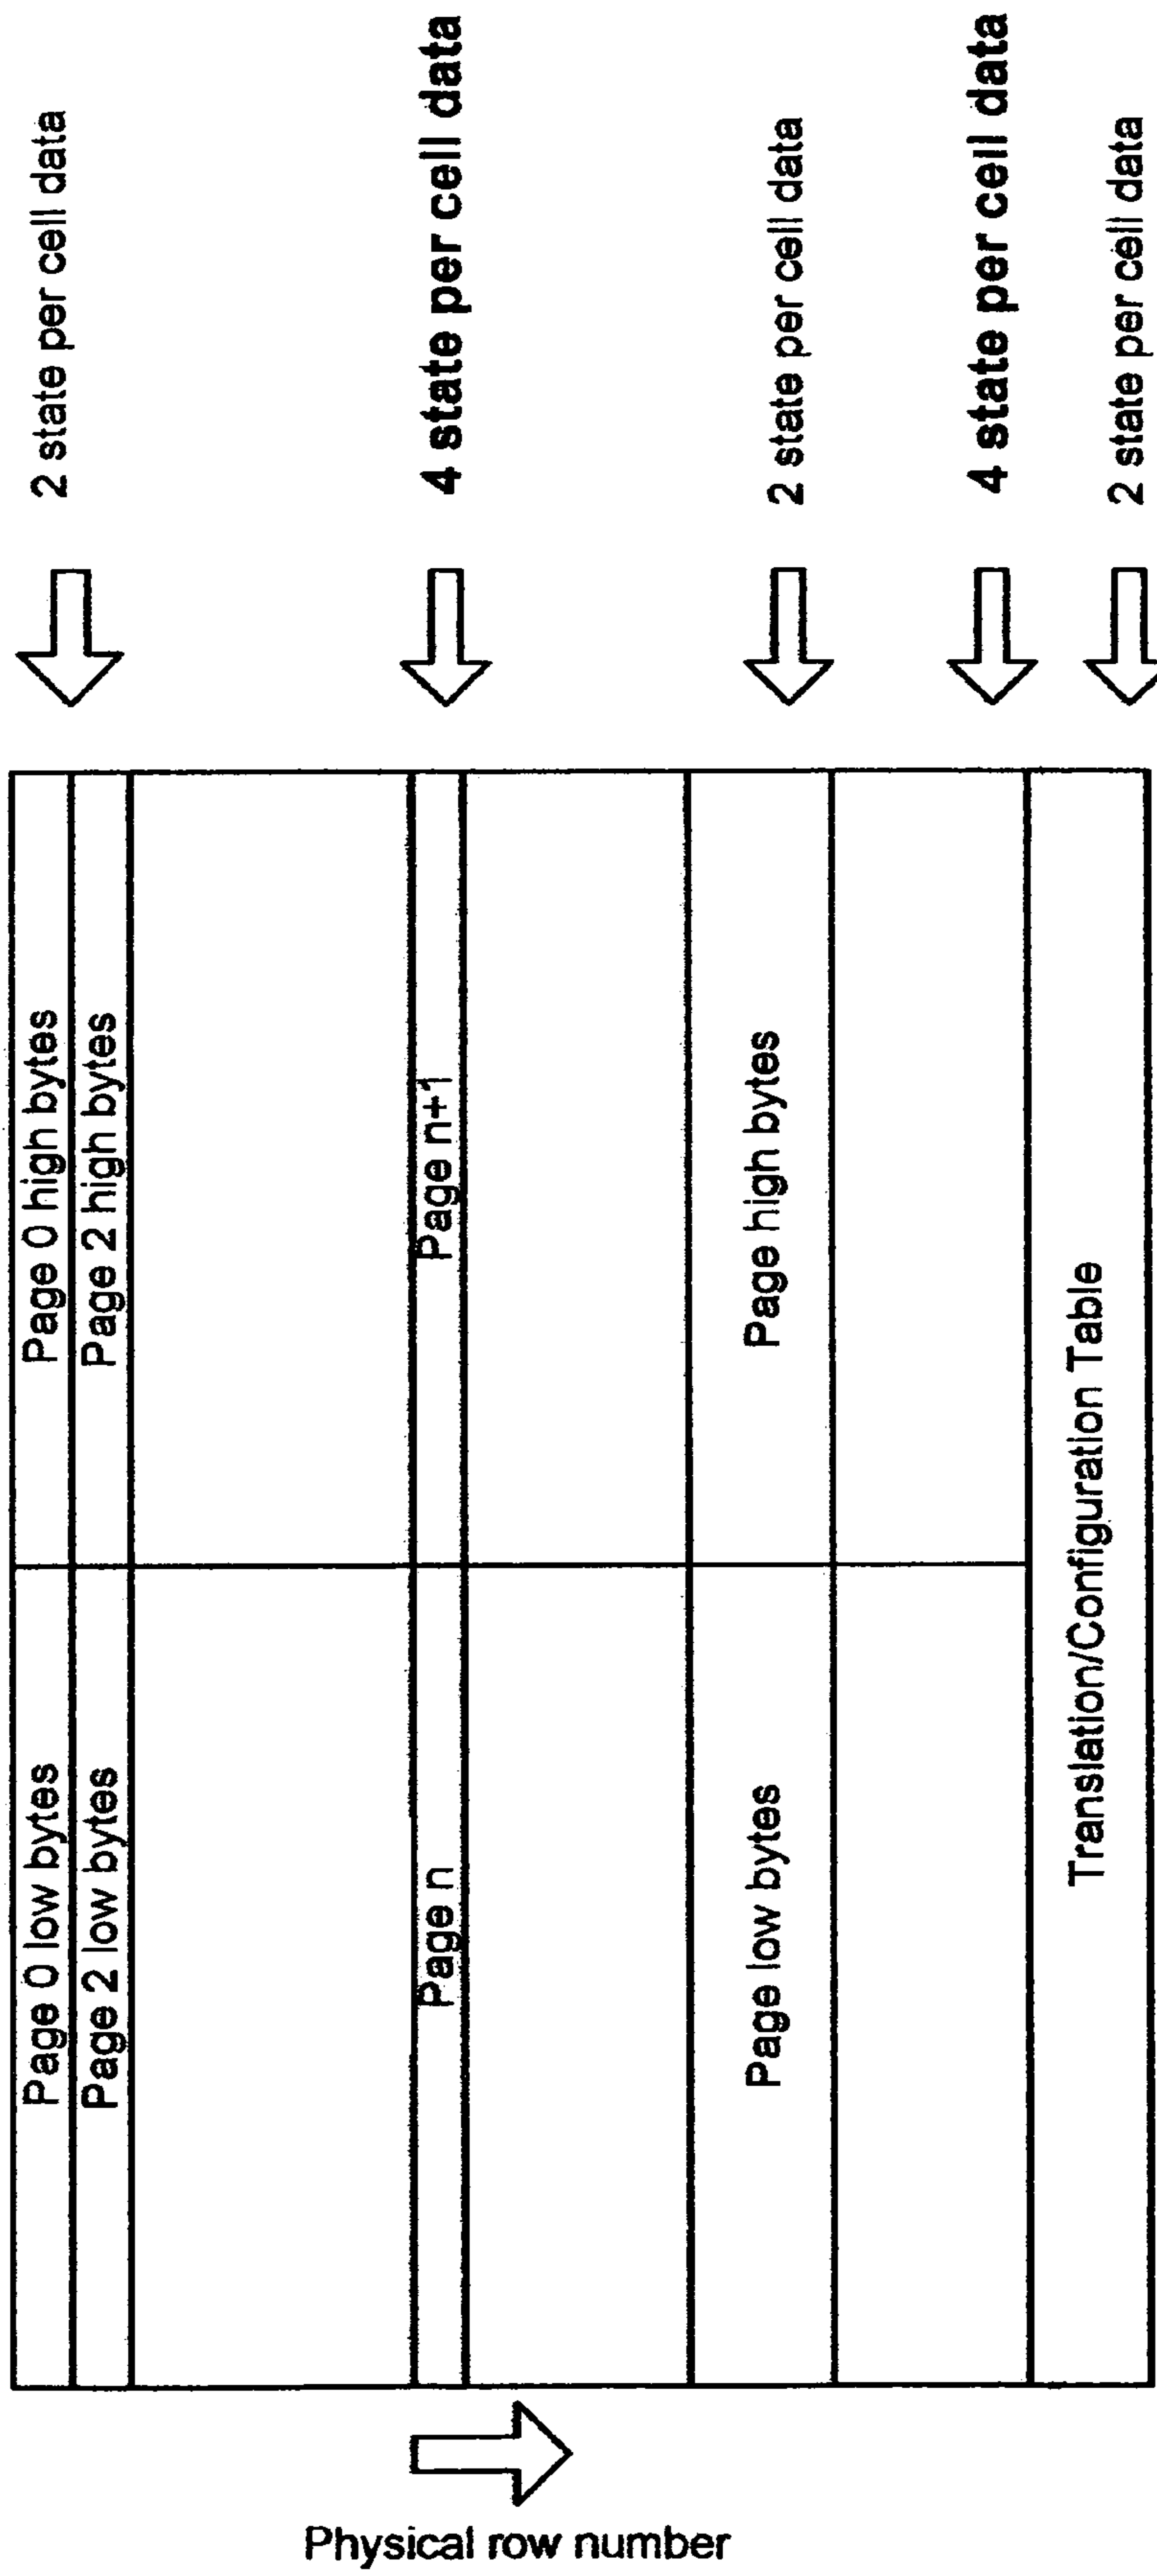 Page 0 low bytes
Page 0 high bytes
2 state per cell data
Page 2 low bytes
Page 2 high bytes
Page n
Page n+1
4 state per cell data
Page low bytes
Page high bytes
2 state per cell data
4 state per cell data
Translation/Configuration Table
2 state per cell data
Physical row number